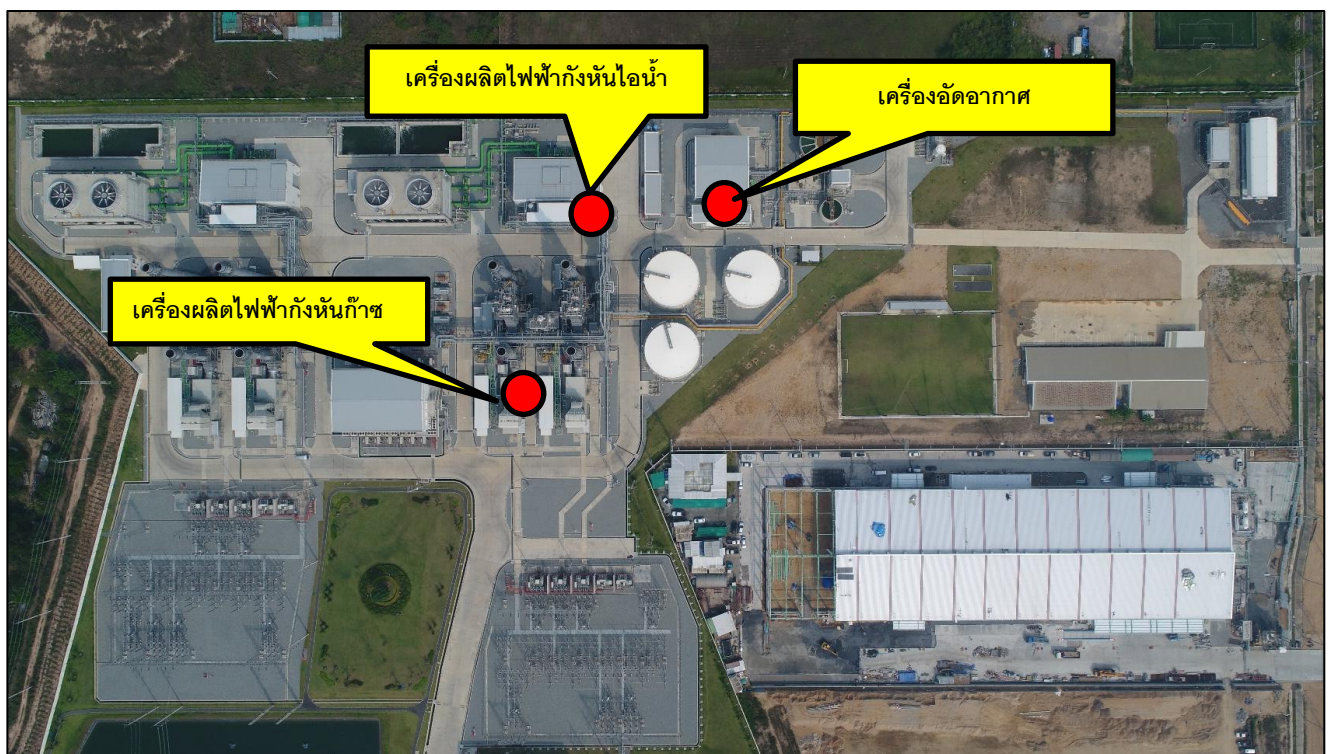 เครื่องผลิตไฟฟ้ากังหันไอน้ำ
เครื่องอัดอากาศ
เครื่องผลิตไฟฟ้ากังหันก๊าซ